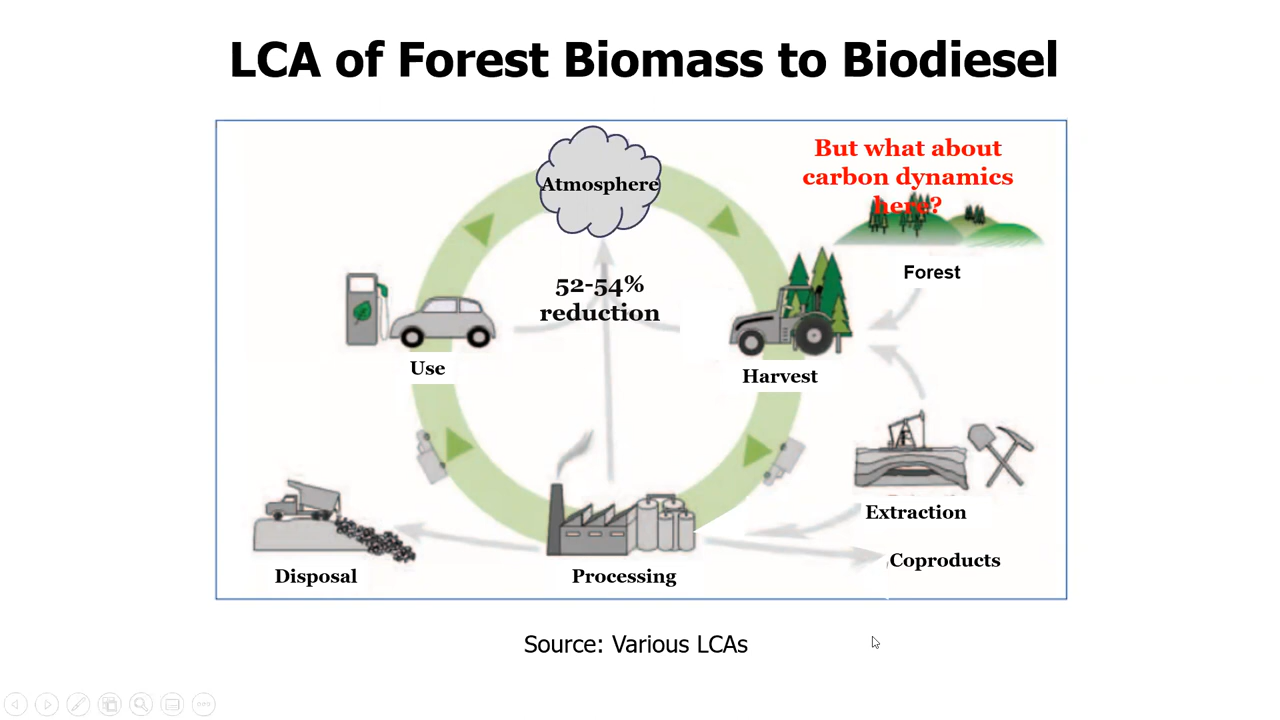 LCA of Forest Biomass to Biodiesel
Atmosphere
But what about
carbon dynamics
here?
Forest
52-54%
reduction
Use
Harvest
Extraction
Coproducts
Disposal
Processing
Source: Various LCAs